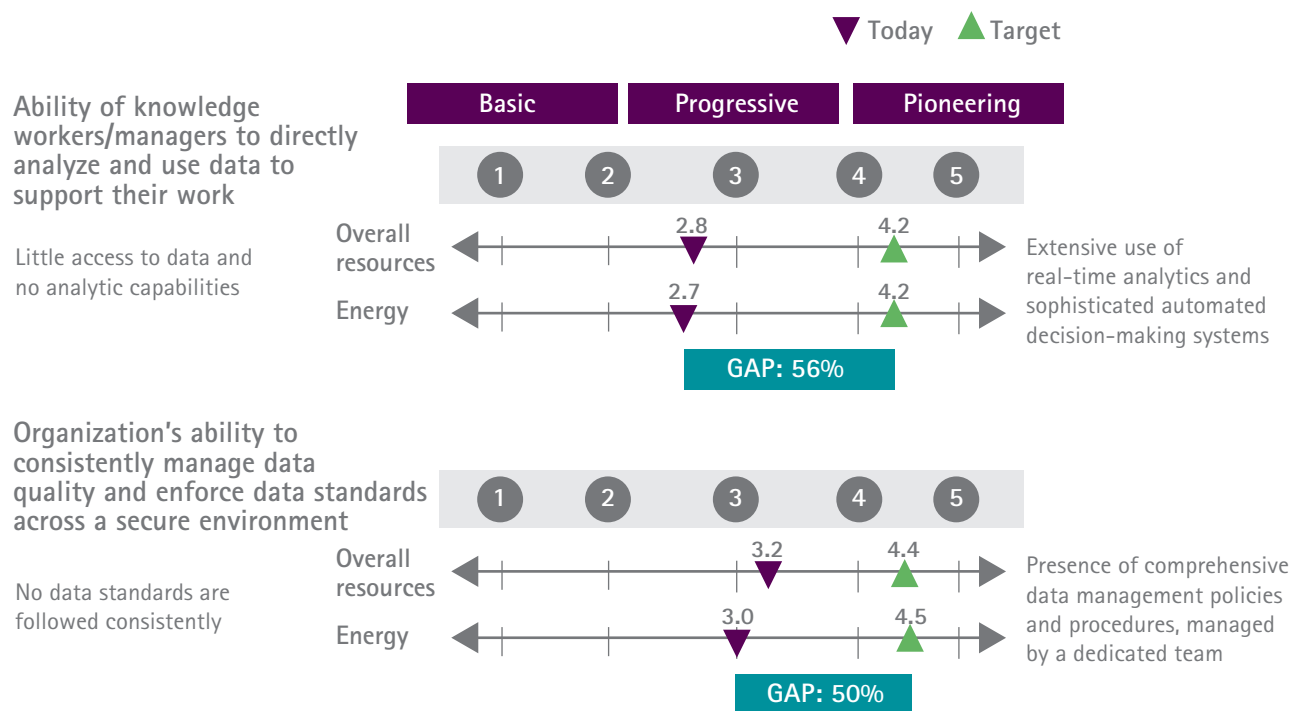 Today Target
Basic Progressive Pioneering
Ability of knowledge
workers/managers to directly
analyze and use data to
support their work
1 2 3 4 5
Little access to data and
no analytic capabilities
Overall
resources
2.8 4.2
Energy
2.7 4.2
Extensive use of
real-time analytics and
sophisticated automated
decision-making systems
GAP: 56%
Organization's ability to
consistently manage data
quality and enforce data standards
across a secure environment
1 2 3 4 5
No data standards are
followed consistently
Overall
resources
3.2 4.4
Energy
3.0 4.5
Presence of comprehensive
data management policies
and procedures, managed
by a dedicated team
GAP: 50%